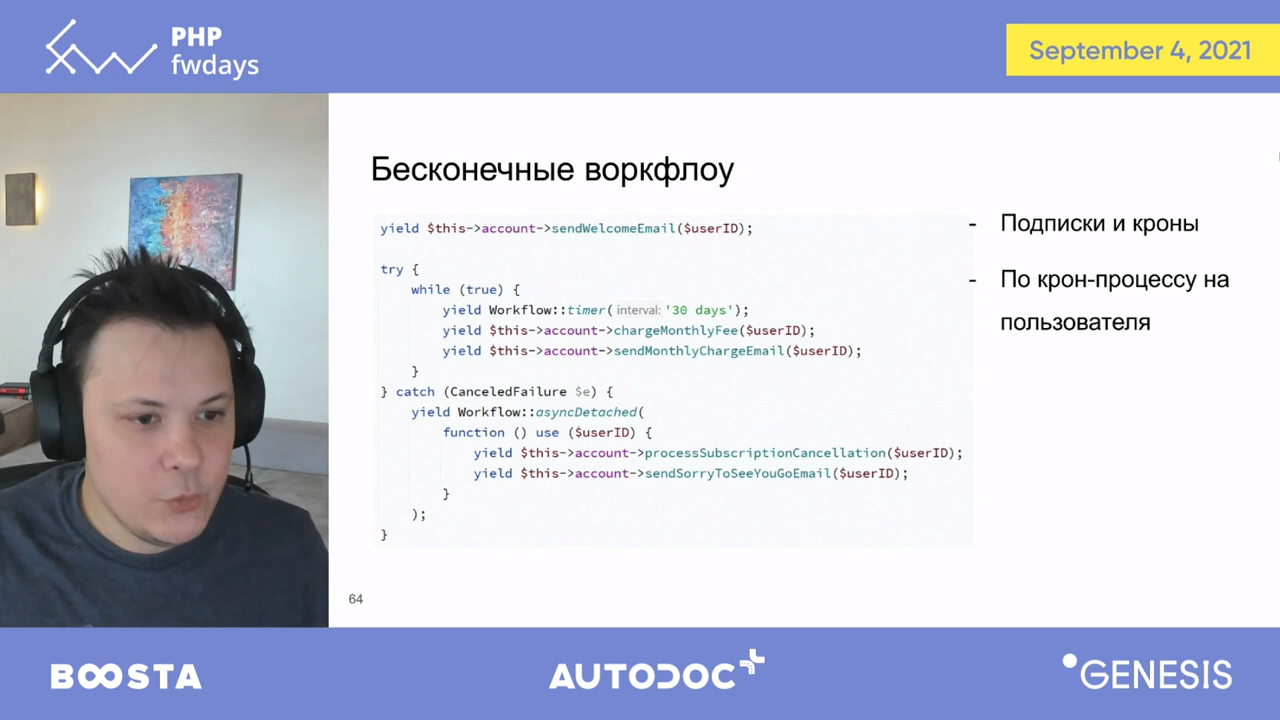 PHP
fwdays
September 4, 2021
Бесконечные воркфлоу
yield $this->account->sendWelcomeEmail($userID);
try {
while (true) {
yield Workflow::timer( interval: '30 days');
yield $this->account->chargeMonthlyFee($userID);
yield $this->account->sendMonthlyChargeEmail($userID);
}
} catch (CanceledFailure $e) {
yield Workflow::asyncDetached(
function () use ($userID) {
yield $this->account->processSubscriptionCancellation($userID);
yield $this->account->sendSorryToSeeYouGoEmail($userID);
}
);
}
- Подписки и кроны
- По крон-процессу на
пользователя
64
BOOSTA
AUTODOC
GENESIS